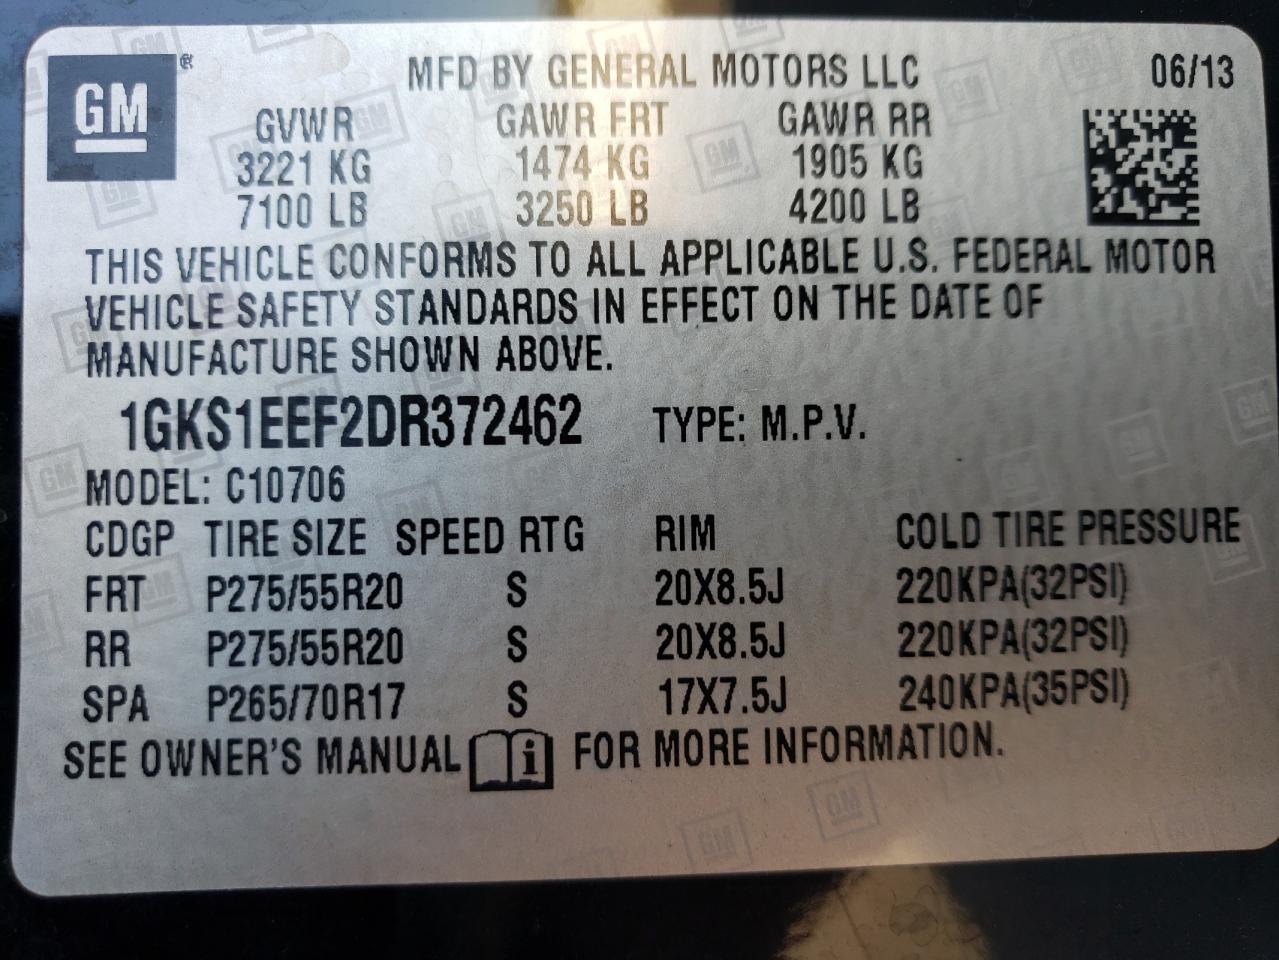 GM ® MFD BY GENERAL MOTORS LLC 06/13
GVWR GAWR FRT GAWR RR
3221 KG 1474 KG 1905 KG
7100 LB 3250 LB 4200 LB
THIS VEHICLE CONFORMS TO ALL APPLICABLE U.S. FEDERAL MOTOR
VEHICLE SAFETY STANDARDS IN EFFECT ON THE DATE OF
MANUFACTURE SHOWN ABOVE.
1GKS1EEF2DR372462 TYPE: M.P.V.
MODEL: C10706
CDGP TIRE SIZE SPEED RTG RIM COLD TIRE PRESSURE
FRT P275/55R20 S 20X8.5J 220KPA(32PSI)
RR P275/55R20 S 20X8.5J 220KPA(32PSI)
SPA P265/70R17 S 17X7.5J 240KPA(35PSI)
SEE OWNER'S MANUAL i FOR MORE INFORMATION.